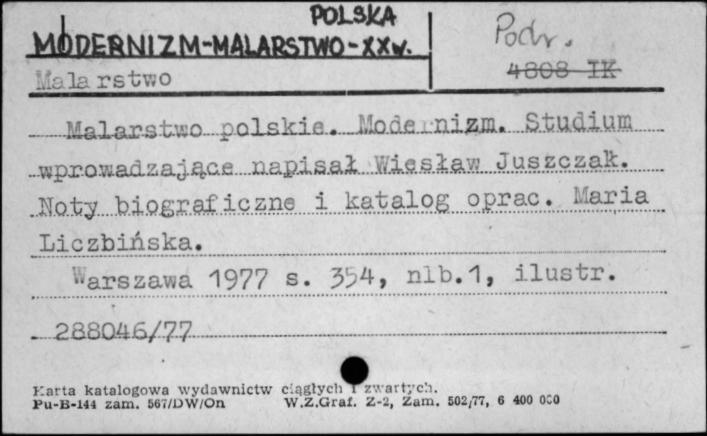 POLSKA
MODERNIZM-MALARSTWO-XXw.
Podr.
4808 IK
Malarstwo
Malarstwo polskie. Modernizm. Studium
wprowadzające napisał Wiesław Juszczak.
Noty biograficzne i katalog oprac. Maria
Liczbińska.
Warszawa 1977 s. 354, nlb.1, ilustr.
288046/77
Karta katalogowa wydawnictw ciągłych i zwartych.
Pu-B-144 zam. 567/DW/On W.Z.Graf. Z-2, Zam. 502/77, 6 400 000